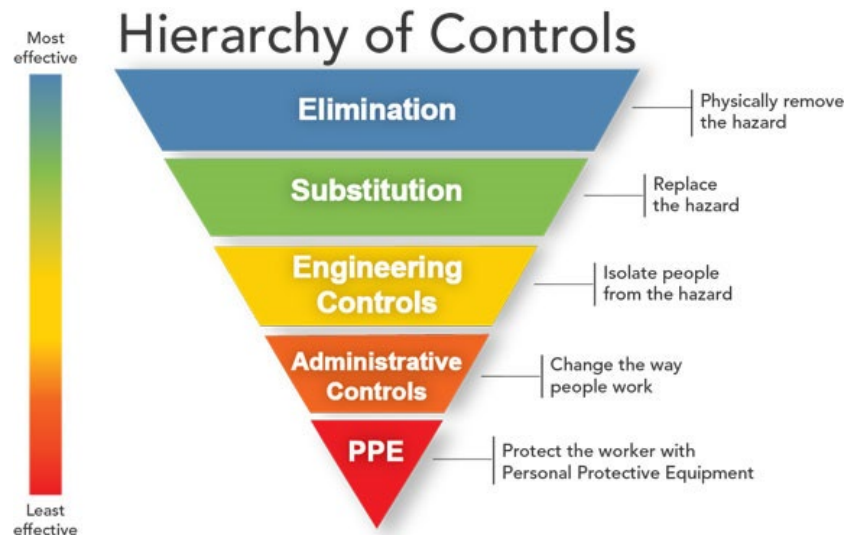 Hierarchy of Controls
Most
effective
Elimination
Physically remove
the hazard
Substitution
Replace
the hazard
Engineering
Controls
Isolate people
from the hazard
Administrative
Controls
Change the way
people work
PPE
Protect the worker with
Personal Protective Equipment
Least
effective